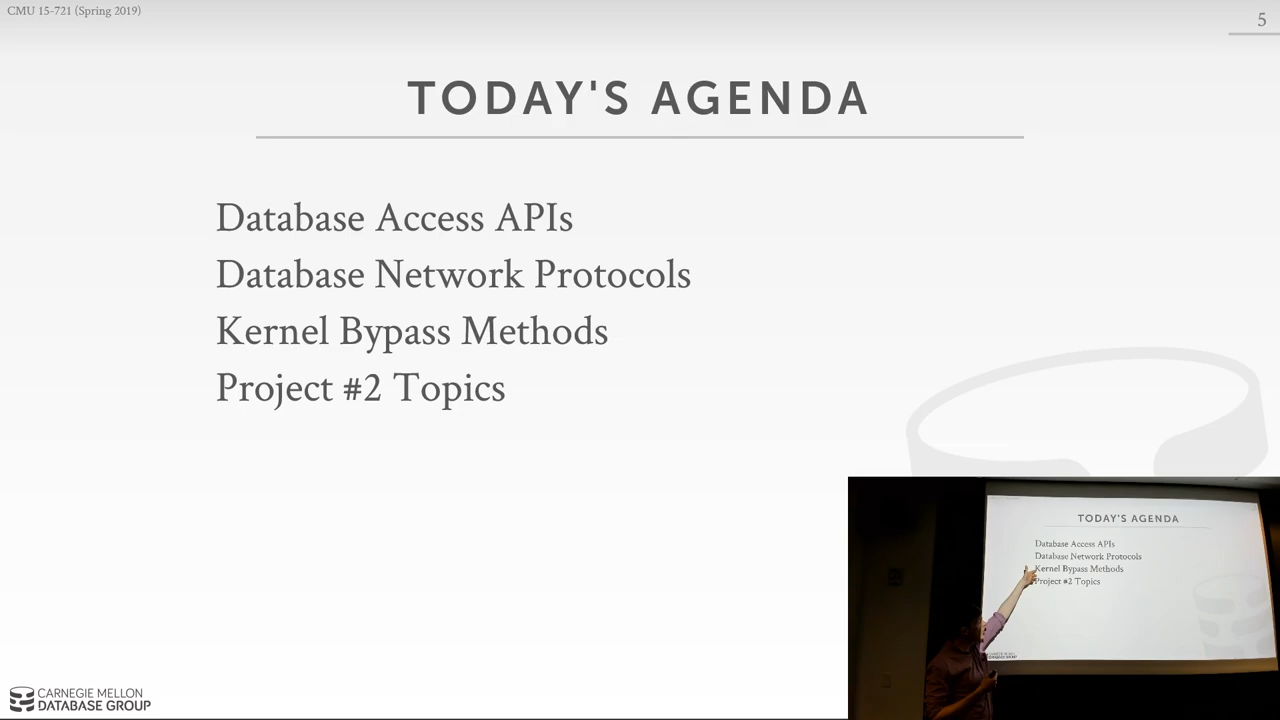 CMU 15-721 (Spring 2019)
5
TODAY'S AGENDA
Database Access APIs
Database Network Protocols
Kernel Bypass Methods
Project #2 Topics
TODAY'S AGENDA
Database Access APIs
Database Network Protocols
Kernel Bypass Methods
Project #2 Topics
CARNEGIE MELLON
DATABASE GROUP